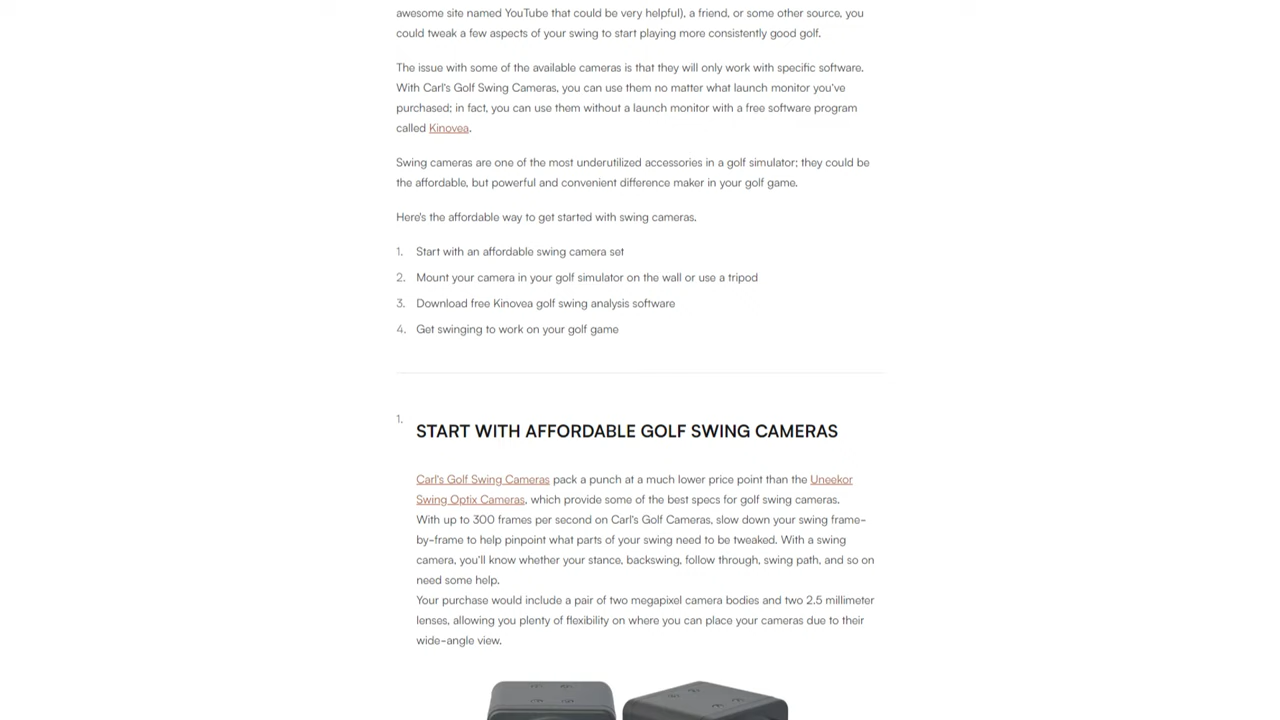 awesome site named YouTube that could be very helpful), a friend, or some other source, you
could tweak a few aspects of your swing to start playing more consistently good golf.
The issue with some of the available cameras is that they will only work with specific software.
With Carl's Golf Swing Cameras, you can use them no matter what launch monitor you've
purchased; in fact, you can use them without a launch monitor with a free software program
called Kinovea.
Swing cameras are one of the most underutilized accessories in a golf simulator; they could be
the affordable, but powerful and convenient difference maker in your golf game.
Here's the affordable way to get started with swing cameras.
1. Start with an affordable swing camera set
2. Mount your camera in your golf simulator on the wall or use a tripod
3. Download free Kinovea golf swing analysis software
4. Get swinging to work on your golf game
1. START WITH AFFORDABLE GOLF SWING CAMERAS
Carl's Golf Swing Cameras pack a punch at a much lower price point than the Uneekor
Swing Optix Cameras, which provide some of the best specs for golf swing cameras.
With up to 300 frames per second on Carl's Golf Cameras, slow down your swing frame-
by-frame to help pinpoint what parts of your swing need to be tweaked. With a swing
camera, you'll know whether your stance, backswing, follow through, swing path, and so on
need some help.
Your purchase would include a pair of two megapixel camera bodies and two 2.5 millimeter
lenses, allowing you plenty of flexibility on where you can place your cameras due to their
wide-angle view.